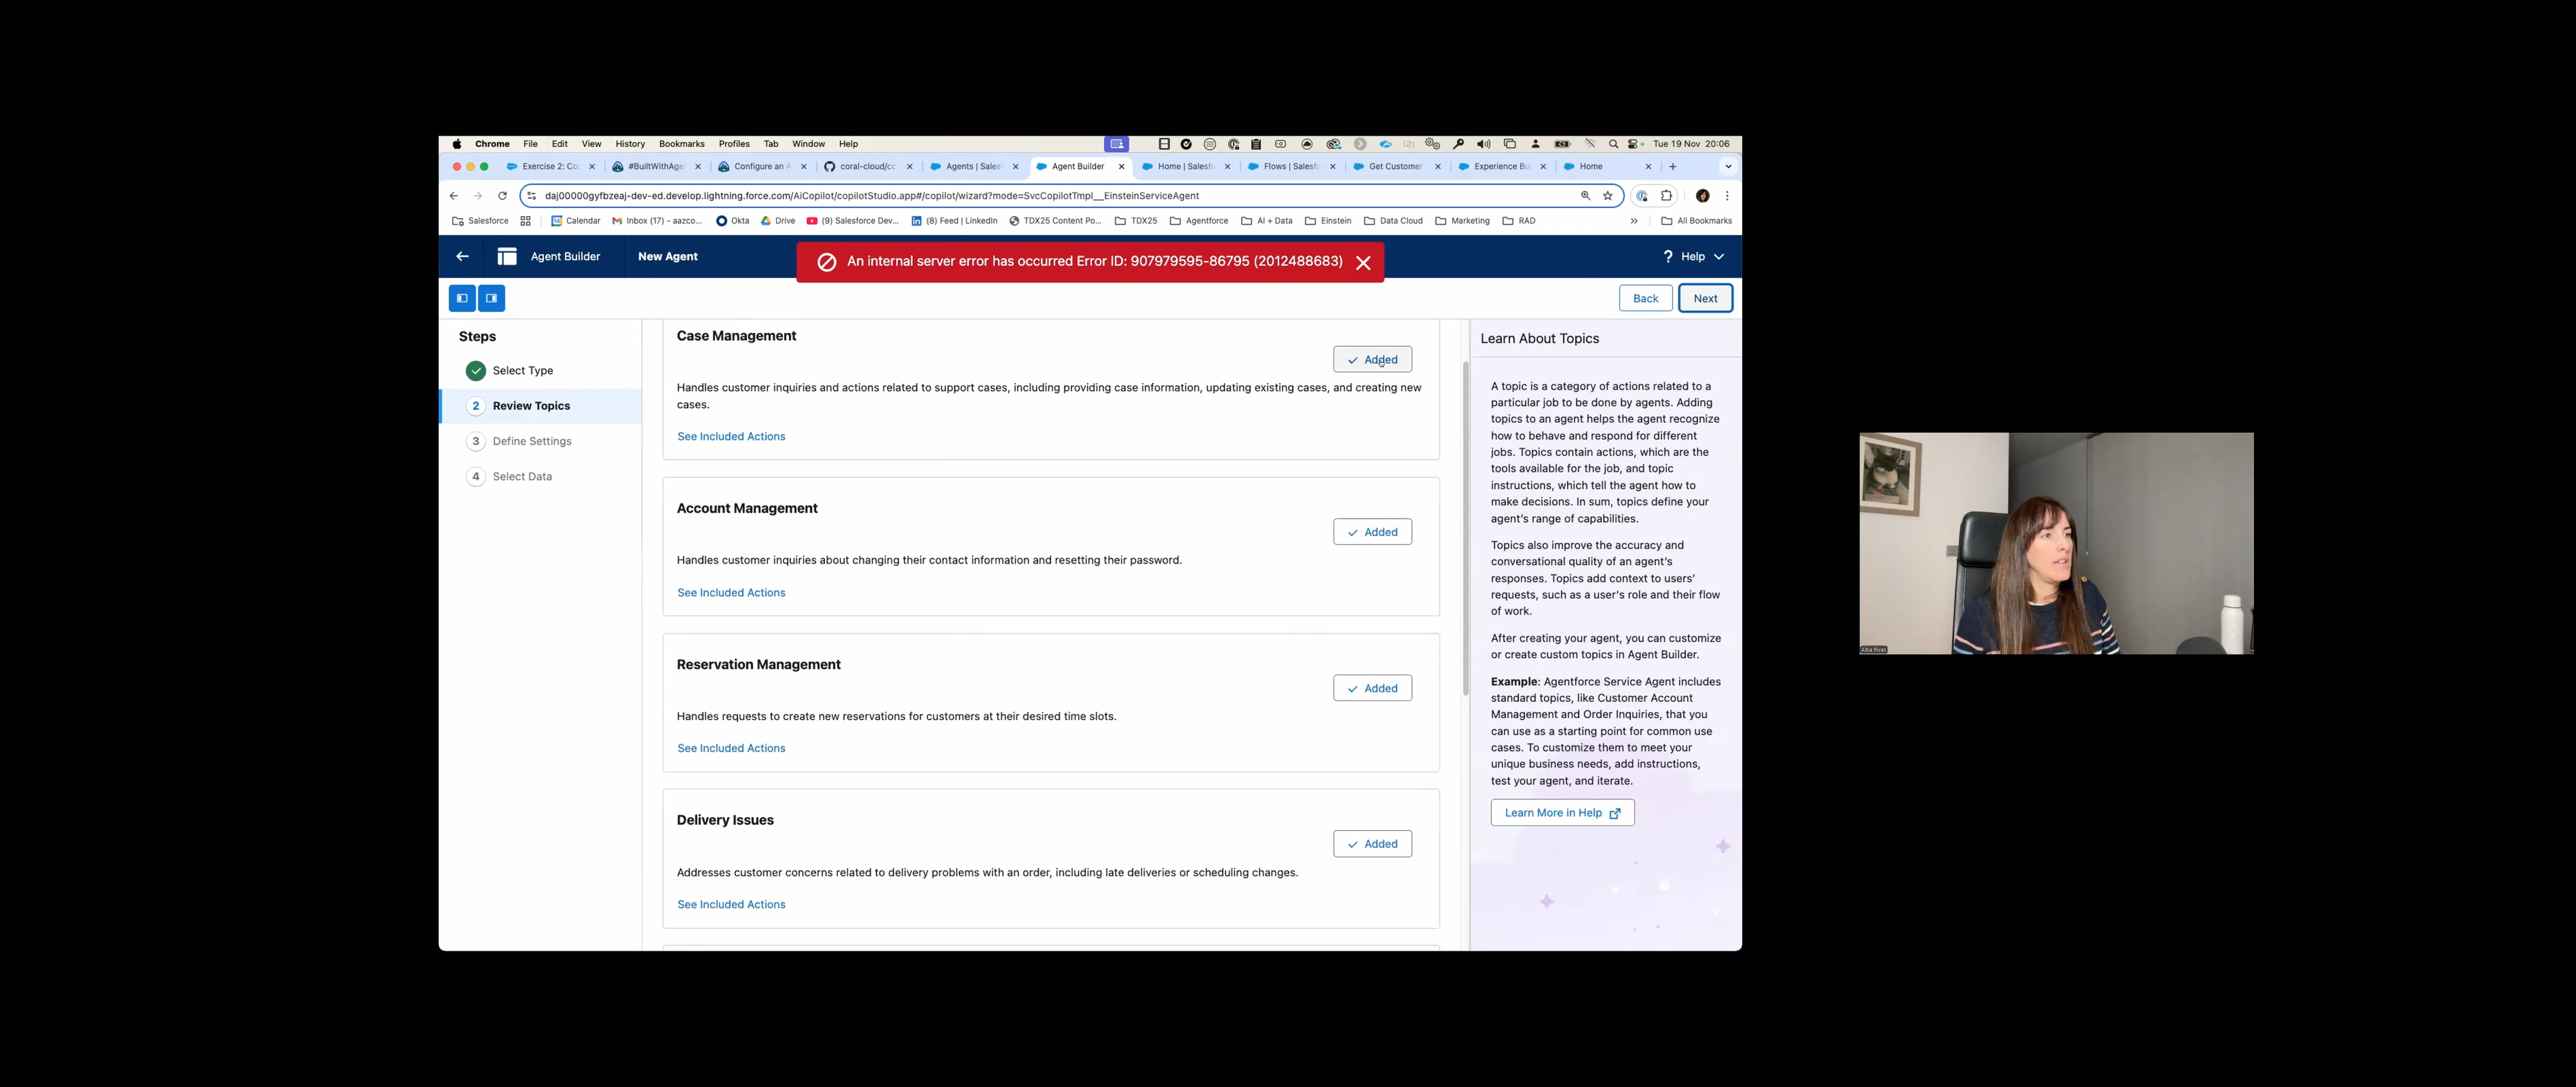 Chrome File Edit View History Bookmarks Profiles Tab Window Help Tue 19 Nov 20:06
Exercise 2: Co #BuiltWithAge Configure an A coral-cloud/cc Agents | Salesf Agent Builder Home | Salesfo Flows | Salesfo Get Customer Experience Bu Home
daj00000gyfbzeaj-dev-ed.develop.lightning.force.com/AiCopilot/copilotStudio.app#/copilot/wizard?mode=SvcCopilotTmpl__EinsteinServiceAgent
Salesforce Calendar Inbox (17) - aazco... Okta Drive (9) Salesforce Dev... (8) Feed | LinkedIn TDX25 Content Po... TDX25 Agentforce AI + Data Einstein Data Cloud Marketing RAD » All Bookmarks
Agent Builder New Agent An internal server error has occurred Error ID: 907979595-86795 (2012488683) ? Help
Back Next
Steps
Select Type
2 Review Topics
3 Define Settings
4 Select Data
Case Management
Added
Handles customer inquiries and actions related to support cases, including providing case information, updating existing cases, and creating new
cases.
See Included Actions
Account Management
Added
Handles customer inquiries about changing their contact information and resetting their password.
See Included Actions
Reservation Management
Added
Handles requests to create new reservations for customers at their desired time slots.
See Included Actions
Delivery Issues
Added
Addresses customer concerns related to delivery problems with an order, including late deliveries or scheduling changes.
See Included Actions
Learn About Topics
A topic is a category of actions related to a
particular job to be done by agents. Adding
topics to an agent helps the agent recognize
how to behave and respond for different
jobs. Topics contain actions, which are the
tools available for the job, and topic
instructions, which tell the agent how to
make decisions. In sum, topics define your
agent's range of capabilities.
Topics also improve the accuracy and
conversational quality of an agent's
responses. Topics add context to users'
requests, such as a user's role and their flow
of work.
After creating your agent, you can customize
or create custom topics in Agent Builder.
Example: Agentforce Service Agent includes
standard topics, like Customer Account
Management and Order Inquiries, that you
can use as a starting point for common use
cases. To customize them to meet your
unique business needs, add instructions,
test your agent, and iterate.
Learn More in Help
Alba Rivas